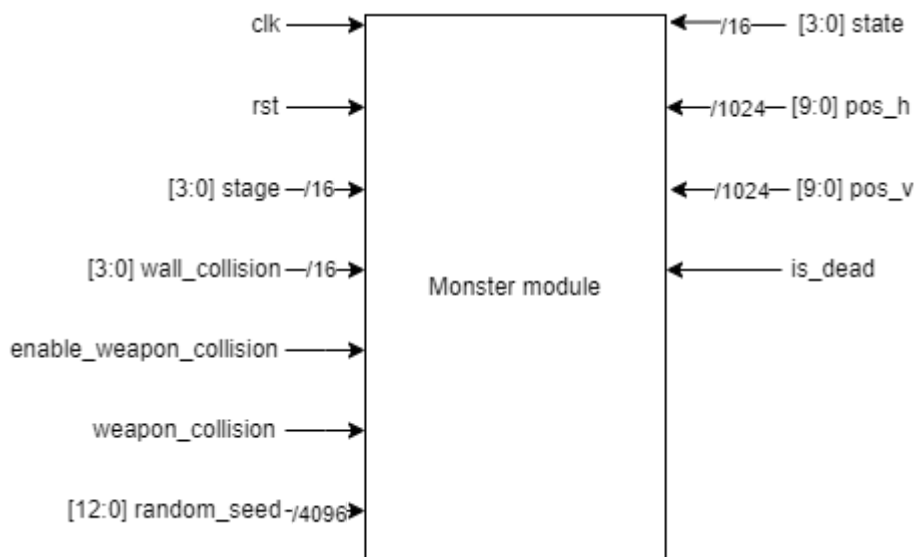 clk
/16 [3:0] state
rst
/1024 [9:0] pos_h
[3:0] stage /16
/1024 [9:0] pos_v
[3:0] wall_collision /16
Monster module
is_dead
enable_weapon_collision
weapon_collision
[12:0] random_seed /4096